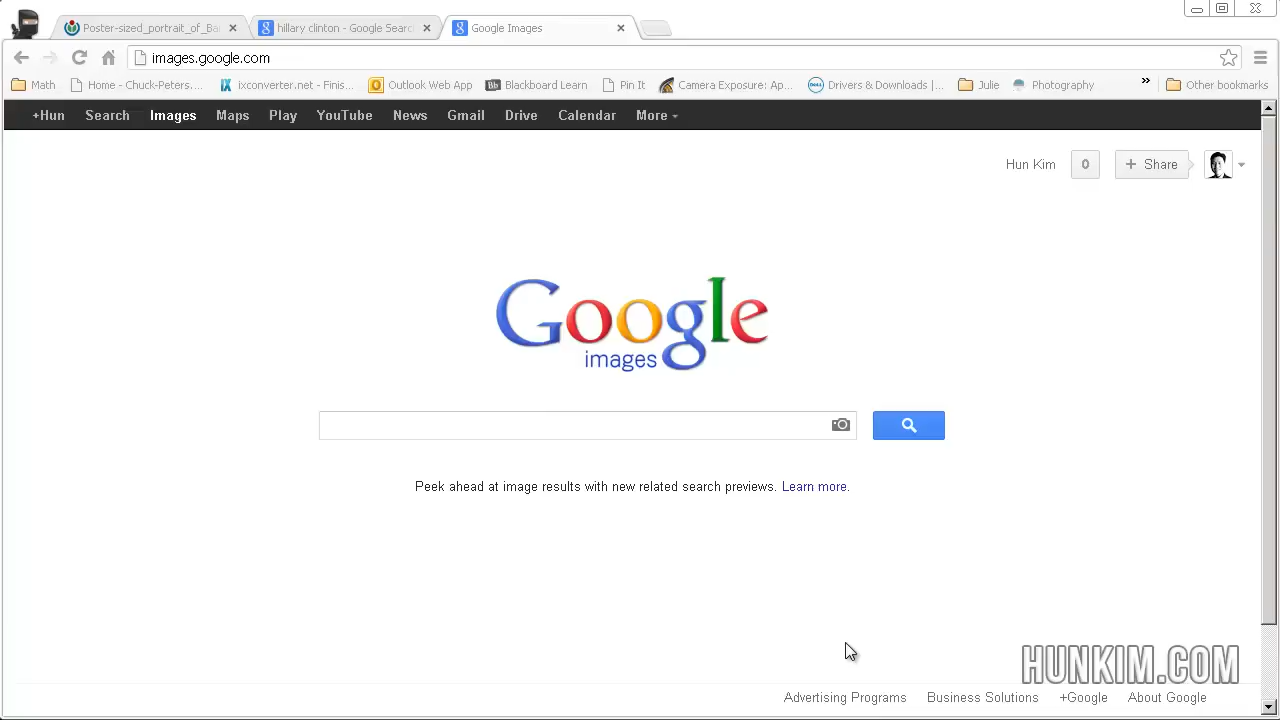 Poster-sized_portrait_of_Ba
hillary clinton - Google Searc
Google Images
images.google.com
Math
Home - Chuck-Peters....
ixconverter.net - Finis...
Outlook Web App
Bb Blackboard Learn
Pin It
Camera Exposure: Ap...
Drivers & Downloads |...
Julie
Photography
»
Other bookmarks
+Hun Search Images Maps Play YouTube News Gmail Drive Calendar More
Hun Kim 0 + Share
Google
images
Peek ahead at image results with new related search previews. Learn more.
HUNKIM.COM
Advertising Programs Business Solutions +Google About Google